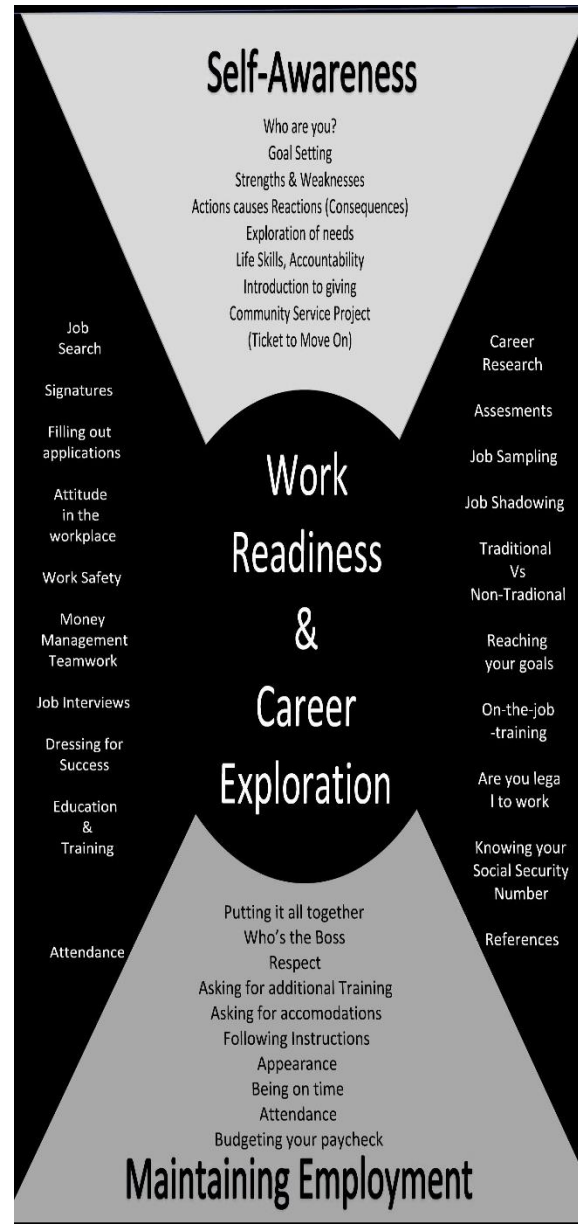 Self-Awareness
Who are you?
Goal Setting
Strengths & Weaknesses
Actions causes Reactions (Consequences)
Exploration of needs
Life Skills, Accountability
Introduction to giving
Community Service Project
(Ticket to Move On)
Job
Search
Signatures
Filling out
applications
Attitude
in the
workplace
Work Safety
Money
Management
Teamwork
Job Interviews
Dressing for
Success
Education
&
Training
Attendance
Work
Readiness
&
Career
Exploration
Career
Research
Assesments
Job Sampling
Job Shadowing
Traditional
Vs
Non-Tradional
Reaching
your goals
On-the-job
-training
Are you lega
l to work
Knowing your
Social Security
Number
References
Putting it all together
Who's the Boss
Respect
Asking for additional Training
Asking for accomodations
Following Instructions
Appearance
Being on time
Attendance
Budgeting your paycheck
Maintaining Employment